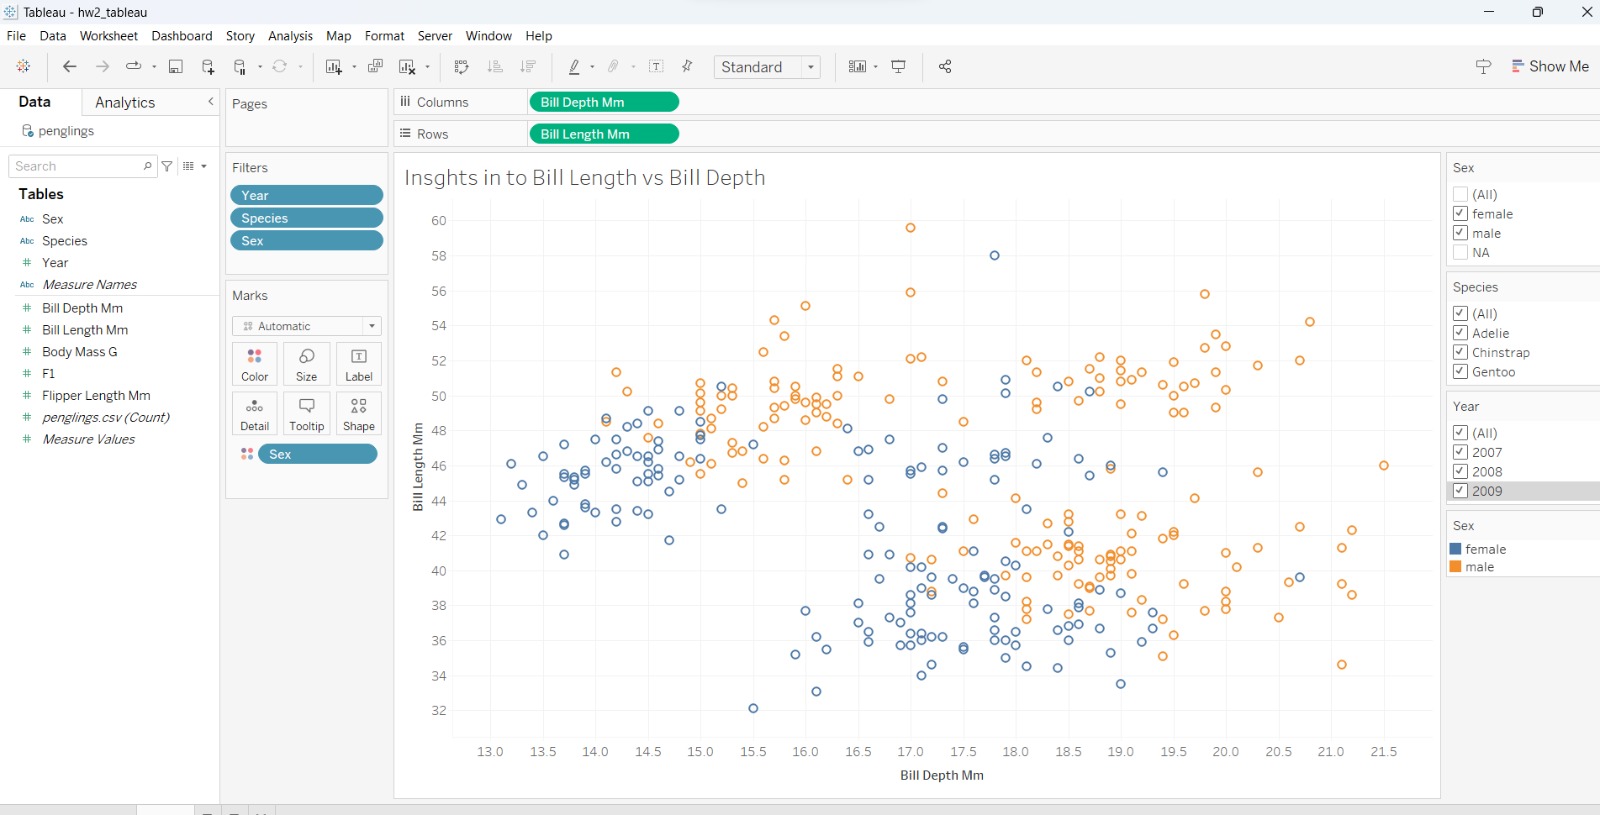 Tableau - hw2_tableau
File Data Worksheet Dashboard Story Analysis Map Format Server Window Help
Standard
Show Me
Data Analytics
penglings
Search
Tables
Abc Sex
Abc Species
# Year
Abc Measure Names
# Bill Depth Mm
# Bill Length Mm
# Body Mass G
# F1
# Flipper Length Mm
# penglings.csv (Count)
# Measure Values
Pages
Filters
Year
Species
Sex
Marks
Automatic
Color Size Label
Detail Tooltip Shape
Sex
Columns Bill Depth Mm
Rows Bill Length Mm
Insghts in to Bill Length vs Bill Depth
60
58
56
54
52
50
48
46
44
42
40
38
36
34
32
Bill Length Mm
13.0 13.5 14.0 14.5 15.0 15.5 16.0 16.5 17.0 17.5 18.0 18.5 19.0 19.5 20.0 20.5 21.0 21.5
Bill Depth Mm
Sex
(All)
female
male
NA
Species
(All)
Adelie
Chinstrap
Gentoo
Year
(All)
2007
2008
2009
Sex
female
male